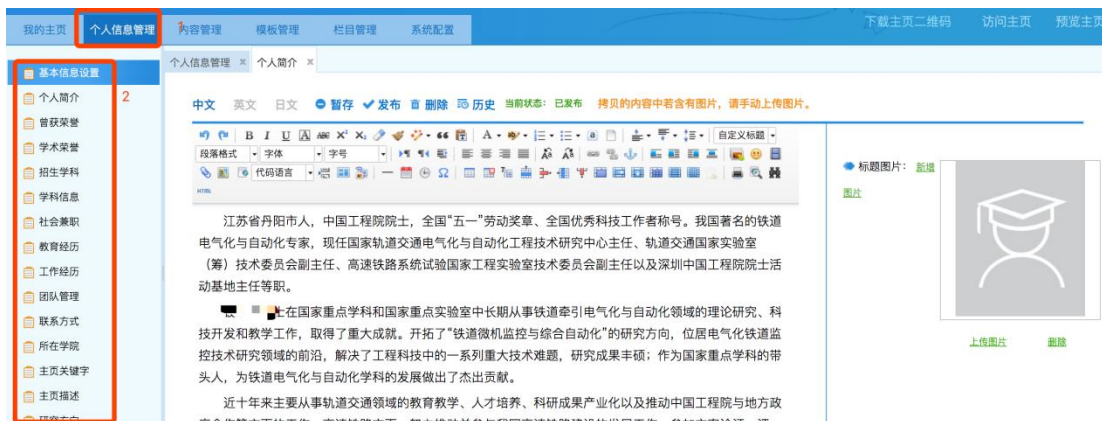 我的主页 个人信息管理 1 内容管理 模板管理 栏目管理 系统配置 下载主页二维码 访问主页 预览主页
个人信息管理 × 个人简介 ×
基本信息设置
个人简介 2
曾获荣誉
学术荣誉
招生学科
学科信息
社会兼职
教育经历
工作经历
团队管理
联系方式
所在学院
主页关键字
主页描述
研究方向
中文 英文 日文 暂存 发布 删除 历史 当前状态: 已发布 拷贝的内容中若含有图片，请手动上传图片。
B I U A ABC X² X₂ A 自定义标题
段落格式 字体 字号
代码语言 Ω
HTML
江苏省丹阳市人，中国工程院院士，全国“五一”劳动奖章、全国优秀科技工作者称号。我国著名的铁道
电气化与自动化专家，现任国家轨道交通电气化与自动化工程技术研究中心主任、轨道交通国家实验室
（筹）技术委员会副主任、高速铁路系统试验国家工程实验室技术委员会副主任以及深圳中国工程院院士活
动基地主任等职。
士在国家重点学科和国家重点实验室中长期从事铁道牵引电气化与自动化领域的理论研究、科
技开发和教学工作，取得了重大成就。开拓了“铁道微机监控与综合自动化”的研究方向，位居电气化铁道监
控技术研究领域的前沿，解决了工程科技中的一系列重大技术难题，研究成果丰硕；作为国家重点学科的带
头人，为铁道电气化与自动化学科的发展做出了杰出贡献。
近十年来主要从事轨道交通领域的教育教学、人才培养、科研成果产业化以及推动中国工程院与地方政
标题图片： 新增
图片
上传图片 删除